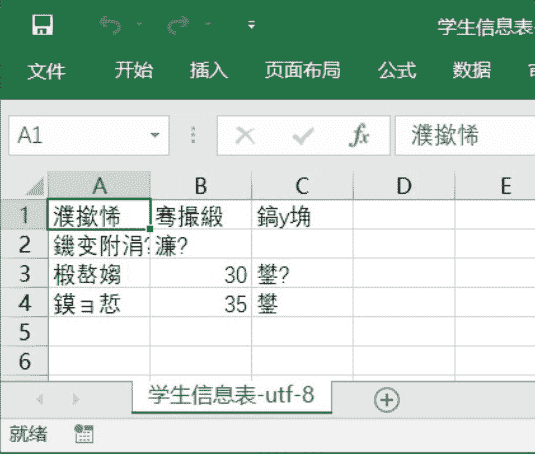 学生信息表-
文件 开始 插入 页面布局 公式 数据
A1 fx 濮撳悕
A B C D E
1 濮撳悕 骞撮緞 鎬у埆
2 鐖变附涓? 濂?
3 椴嶅嫐 30 鐢?
4 鏌ョ悊 35 鐢
5
6
学生信息表-utf-8
就绪